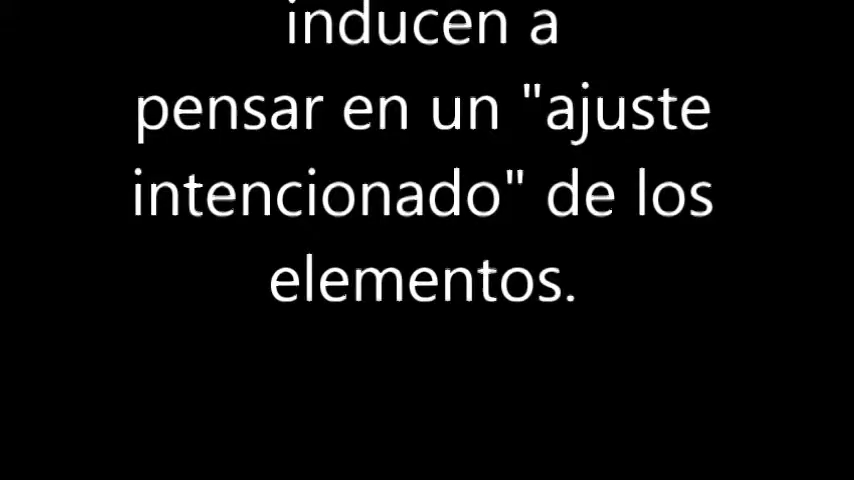 inducen a
pensar en un "ajuste
intencionado" de los
elementos.